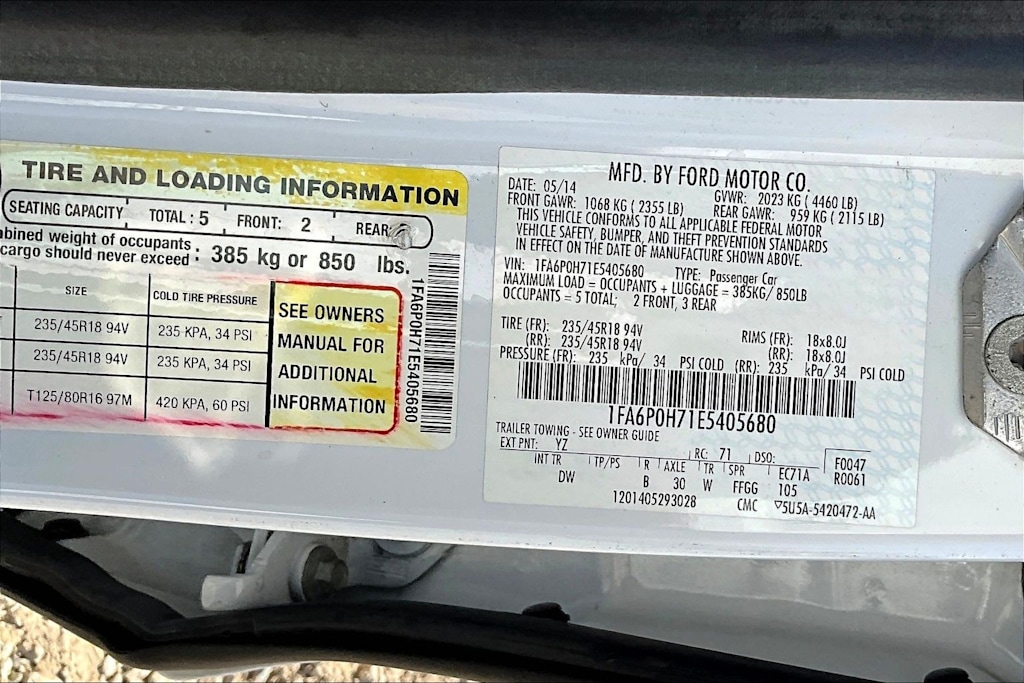 TIRE AND LOADING INFORMATION
SEATING CAPACITY TOTAL : 5 FRONT: 2 REAR:
bined weight of occupants
cargo should never exceed : 385 kg or 850 lbs.
SIZE COLD TIRE PRESSURE
235/45R18 94V 235 KPA, 34 PSI
235/45R18 94V 235 KPA, 34 PSI
T125/80R16 97M 420 KPA, 60 PSI
SEE OWNERS
MANUAL FOR
ADDITIONAL
INFORMATION
1FA6P0H71E5405680
MFD. BY FORD MOTOR CO.
DATE: 05/14 GVWR: 2023 KG ( 4460 LB)
FRONT GAWR: 1068 KG ( 2355 LB) REAR GAWR: 959 KG ( 2115 LB)
THIS VEHICLE CONFORMS TO ALL APPLICABLE FEDERAL MOTOR
VEHICLE SAFETY, BUMPER, AND THEFT PREVENTION STANDARDS
IN EFFECT ON THE DATE OF MANUFACTURE SHOWN ABOVE.
VIN: 1FA6P0H71E5405680 TYPE: Passenger Car
MAXIMUM LOAD = OCCUPANTS + LUGGAGE = 385KG/ 850LB
OCCUPANTS = 5 TOTAL; 2 FRONT, 3 REAR
TIRE (FR): 235/45R18 94V RIMS (FR): 18x8.0J
(RR): 235/45R18 94V (RR): 18x8.0J
PRESSURE (FR): 235 kPa/ 34 PSI COLD (RR): 235 kPa/ 34 PSI COLD
1FA6P0H71E5405680
TRAILER TOWING - SEE OWNER GUIDE
EXT PNT: YZ RC: 71 DSO: F0047
INT TR TP/PS R AXLE TR SPR EC71A R0061
DW B 30 W FFGG 105
1201405293028 CMC ▽5U5A-5420472-AA